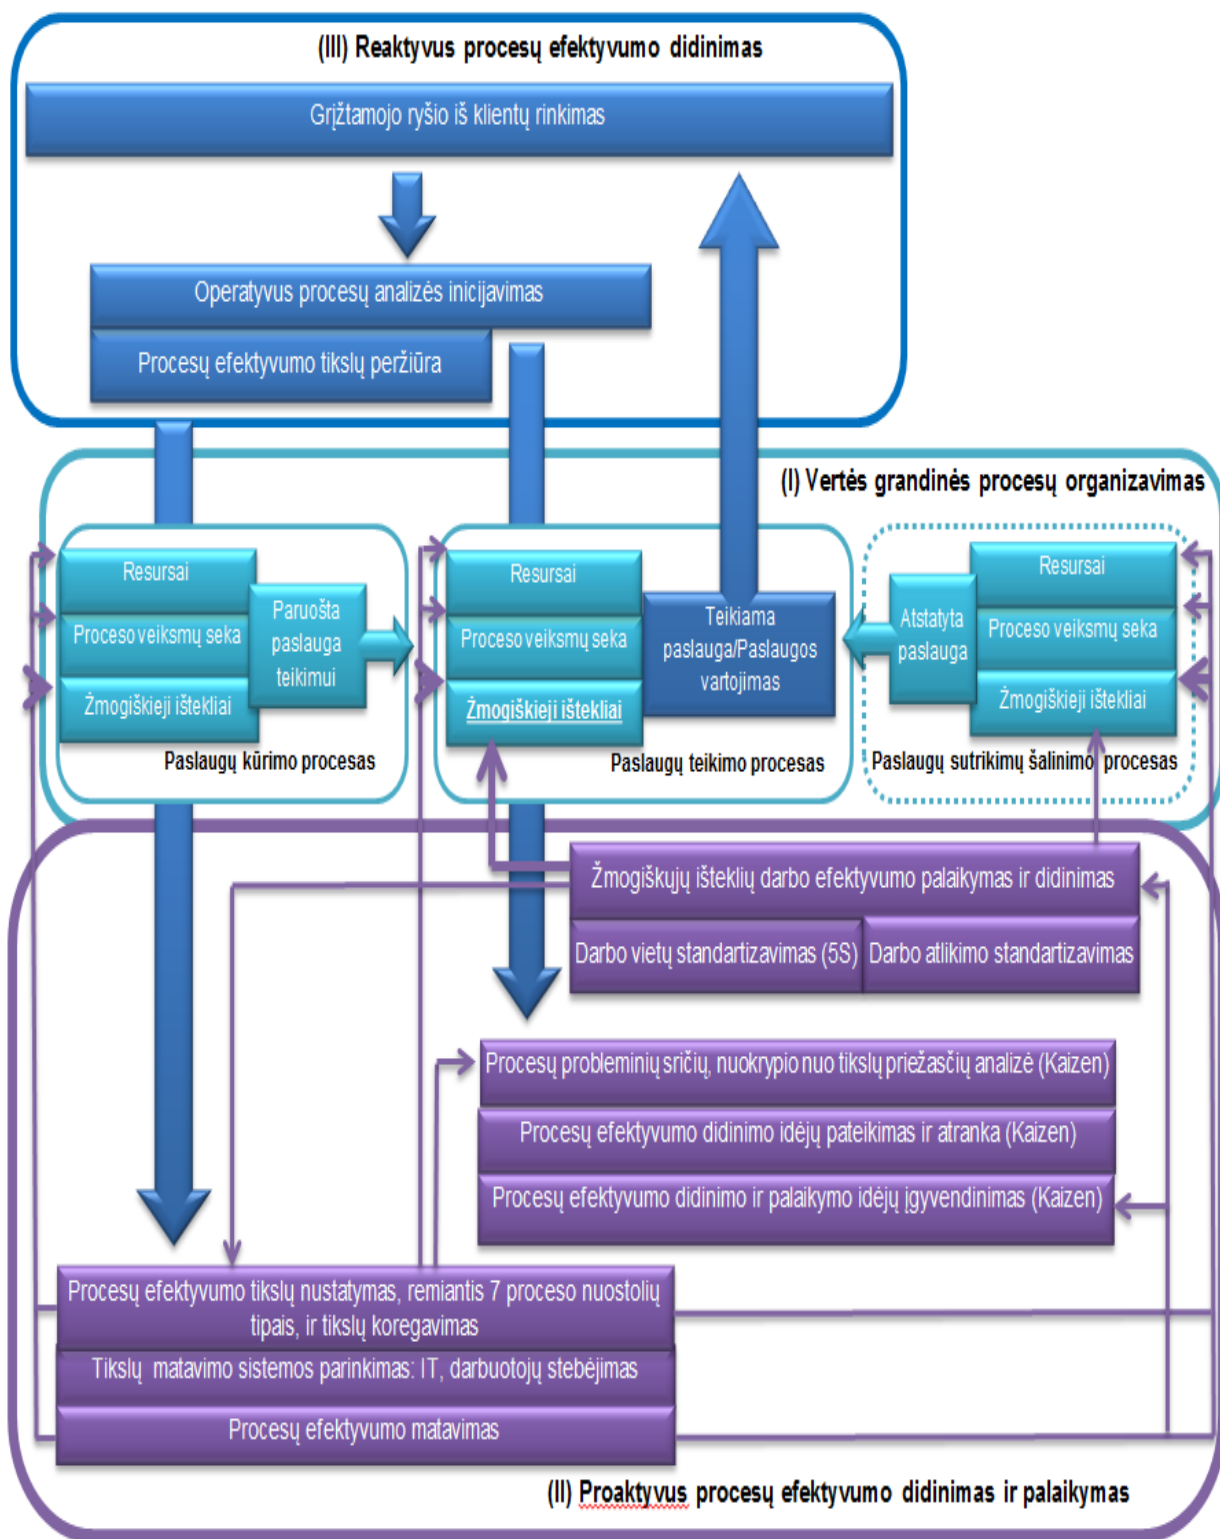 (III) Reaktyvus procesų efektyvumo didinimas
Grįžtamojo ryšio iš klientų rinkimas
Operatyvus procesų analizės inicijavimas
Procesų efektyvumo tikslų peržiūra
(I) Vertės grandinės procesų organizavimas
Resursai
Proceso veiksmų seka
Žmogiškieji ištekliai
Paruošta
paslauga
teikimui
Paslaugų kūrimo procesas
Resursai
Proceso veiksmų seka
Žmogiškieji ištekliai
Teikiama
paslauga/Paslaugos
vartojimas
Paslaugų teikimo procesas
Atstatyta
paslauga
Resursai
Proceso veiksmų seka
Žmogiškieji ištekliai
Paslaugų sutrikimų šalinimo procesas
Žmogiškųjų išteklių darbo efektyvumo palaikymas ir didinimas
Darbo vietų standartizavimas (5S)
Darbo atlikimo standartizavimas
Procesų probleminių sričių, nuokrypio nuo tikslų priežasčių analizė (Kaizen)
Procesų efektyvumo didinimo idėjų pateikimas ir atranka (Kaizen)
Procesų efektyvumo didinimo ir palaikymo idėjų įgyvendinimas (Kaizen)
Procesų efektyvumo tikslų nustatymas, remiantis 7 proceso nuostolių
tipais, ir tikslų koregavimas
Tikslų matavimo sistemos parinkimas: IT, darbuotojų stebėjimas
Procesų efektyvumo matavimas
(II) Proaktyvus procesų efektyvumo didinimas ir palaikymas